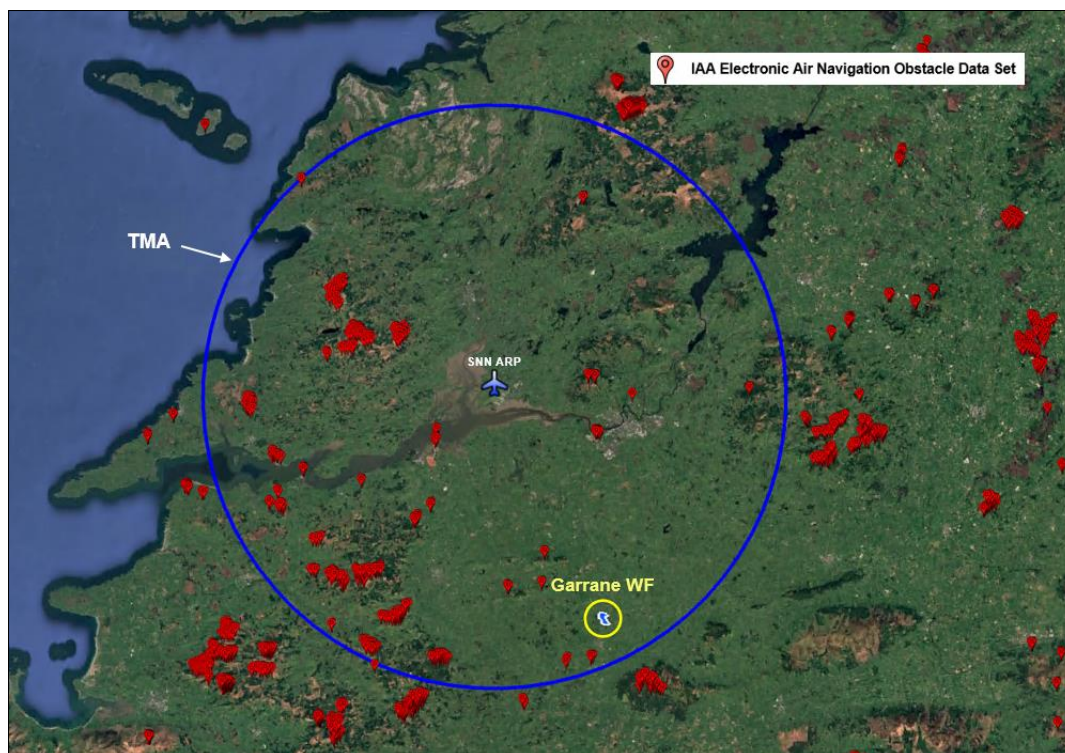 IAA Electronic Air Navigation Obstacle Data Set
TMA
SNN ARP
Garrane WF